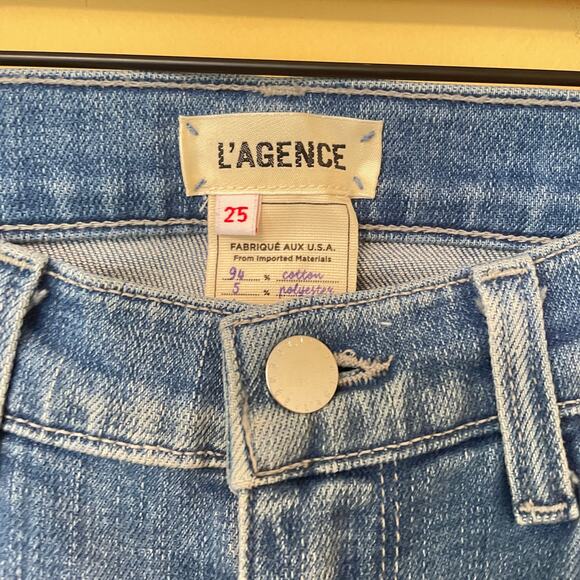 L'AGENCE
25
FABRIQUÉ AUX U.S.A.
From Imported Materials
94 % cotton
5 % polyester